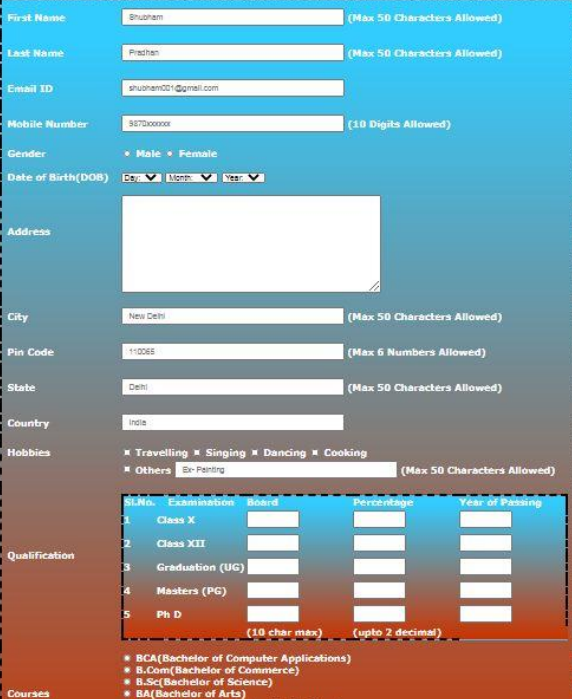 First Name Shubham (Max 50 Characters Allowed)
Last Name Pradhan (Max 50 Characters Allowed)
Email ID shubham001@gmail.com
Mobile Number 9870xxxxxx (10 Digits Allowed)
Gender Male Female
Date of Birth(DOB) Day: Month: Year:
Address
City New Delhi (Max 50 Characters Allowed)
Pin Code 110065 (Max 6 Numbers Allowed)
State Delhi (Max 50 Characters Allowed)
Country India
Hobbies Travelling Singing Dancing Cooking
Others Ex- Painting (Max 50 Characters Allowed)
Qualification
Sl.No. Examination Board Percentage Year of Passing
1 Class X
2 Class XII
3 Graduation (UG)
4 Masters (PG)
5 Ph D
(10 char max) (upto 2 decimal)
Courses
BCA(Bachelor of Computer Applications)
B.Com(Bachelor of Commerce)
B.Sc(Bachelor of Science)
BA(Bachelor of Arts)